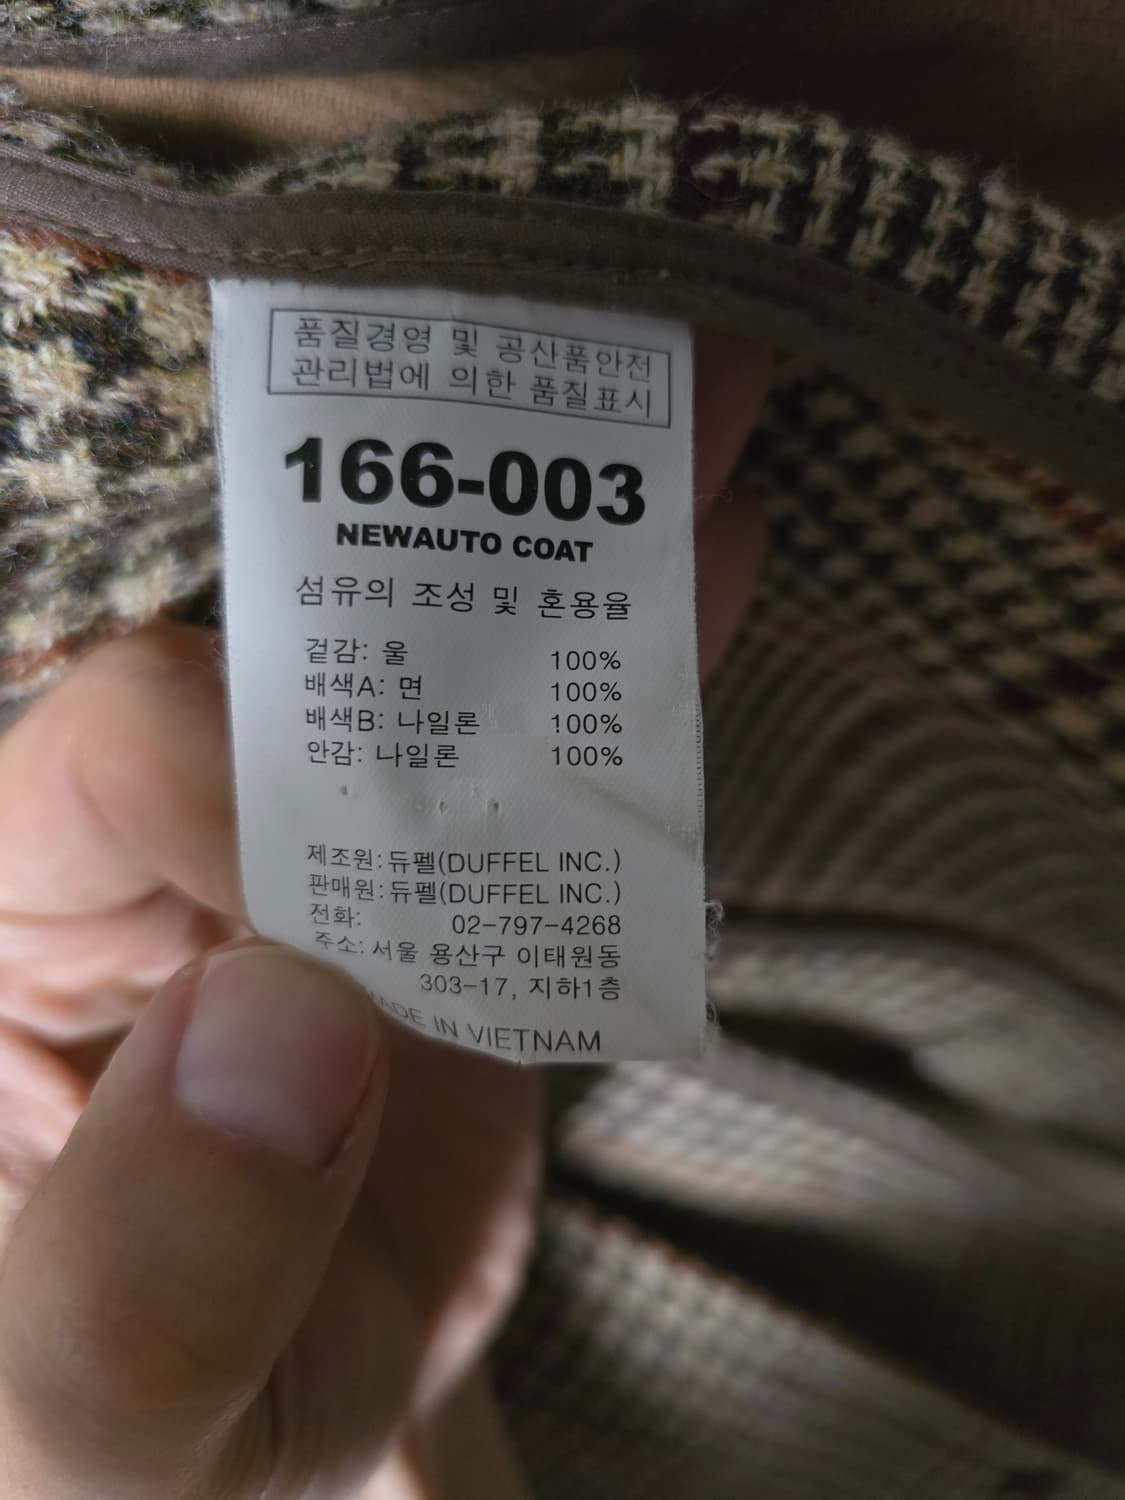 품질경영 및 공산품안전
관리법에 의한 품질표시
166-003
NEWAUTO COAT
섬유의 조성 및 혼용율
겉감: 울 100%
배색A: 면 100%
배색B: 나일론 100%
안감: 나일론 100%
제조원: 듀펠(DUFFEL INC.)
판매원: 듀펠(DUFFEL INC.)
전화: 02-797-4268
주소: 서울 용산구 이태원동
303-17, 지하1층
MADE IN VIETNAM